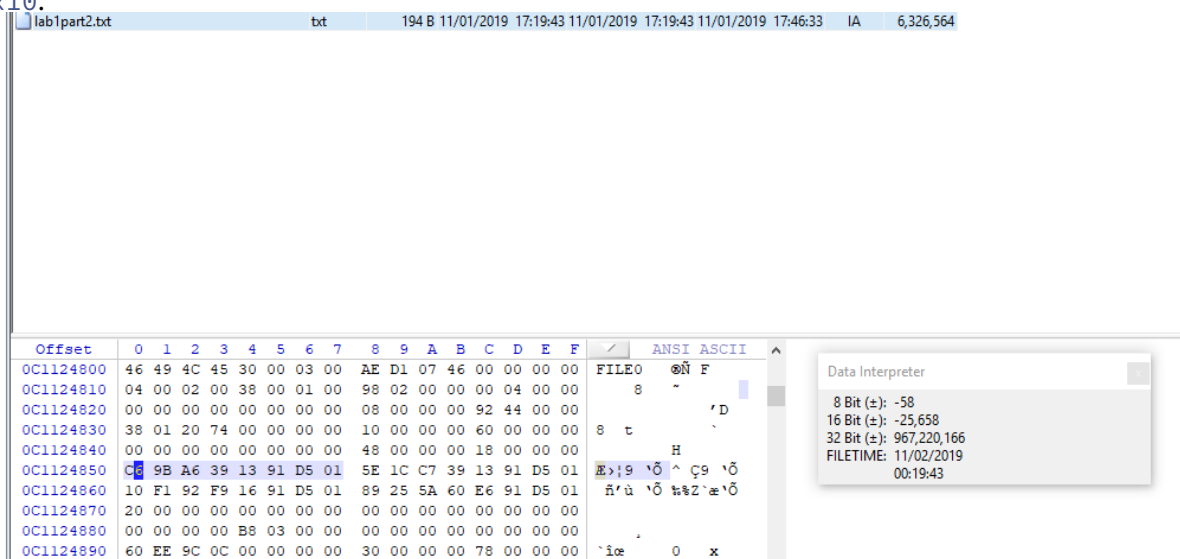 x10.
lab1part2.txt txt 194 B 11/01/2019 17:19:43 11/01/2019 17:19:43 11/01/2019 17:46:33 IA 6,326,564
Offset 0 1 2 3 4 5 6 7 8 9 A B C D E F ANSI ASCII
0C1124800 46 49 4C 45 30 00 03 00 AE D1 07 46 00 00 00 00 FILE0 ®Ñ F
0C1124810 04 00 02 00 38 00 01 00 98 02 00 00 00 04 00 00 8 ˜
0C1124820 00 00 00 00 00 00 00 00 08 00 00 00 92 44 00 00 ’D
0C1124830 38 01 20 74 00 00 00 00 10 00 00 00 60 00 00 00 8 t `
0C1124840 00 00 00 00 00 00 00 00 48 00 00 00 18 00 00 00 H
0C1124850 C6 9B A6 39 13 91 D5 01 5E 1C C7 39 13 91 D5 01 Æ›¦9 ‘Õ ^ Ç9 ‘Õ
0C1124860 10 F1 92 F9 16 91 D5 01 89 25 5A 60 E6 91 D5 01 ñ’ù ‘Õ ‰%Z`æ‘Õ
0C1124870 20 00 00 00 00 00 00 00 00 00 00 00 00 00 00 00
0C1124880 00 00 00 00 B8 03 00 00 00 00 00 00 00 00 00 00 ¸
0C1124890 60 EE 9C 0C 00 00 00 00 30 00 00 00 78 00 00 00 `îœ 0 x
Data Interpreter
8 Bit (±): -58
16 Bit (±): -25,658
32 Bit (±): 967,220,166
FILETIME: 11/02/2019
00:19:43